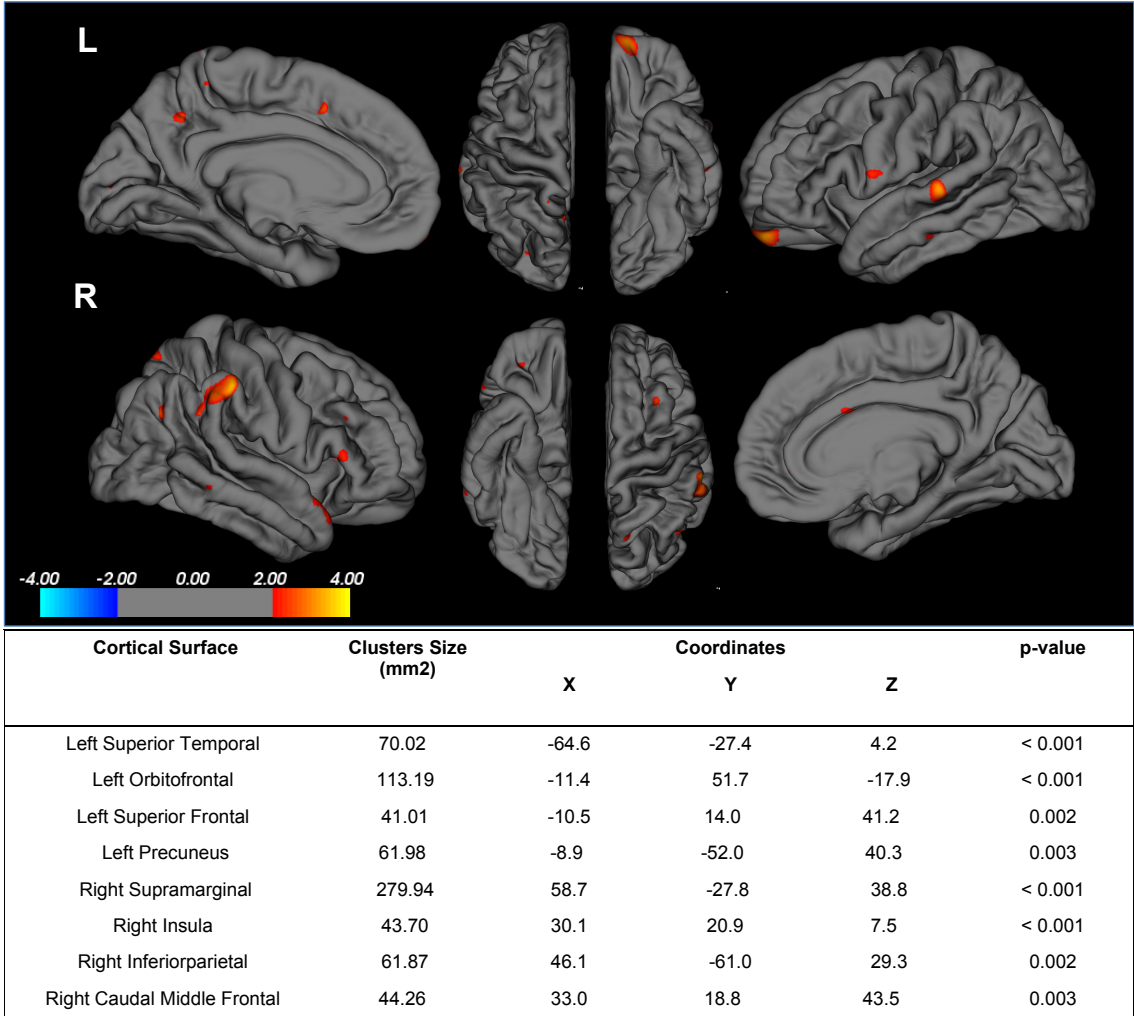 L
R
-4.00 -2.00 0.00 2.00 4.00
Cortical Surface Clusters Size (mm2) Coordinates p-value
X Y Z
Left Superior Temporal 70.02 -64.6 -27.4 4.2 < 0.001
Left Orbitofrontal 113.19 -11.4 51.7 -17.9 < 0.001
Left Superior Frontal 41.01 -10.5 14.0 41.2 0.002
Left Precuneus 61.98 -8.9 -52.0 40.3 0.003
Right Supramarginal 279.94 58.7 -27.8 38.8 < 0.001
Right Insula 43.70 30.1 20.9 7.5 < 0.001
Right Inferiorparietal 61.87 46.1 -61.0 29.3 0.002
Right Caudal Middle Frontal 44.26 33.0 18.8 43.5 0.003